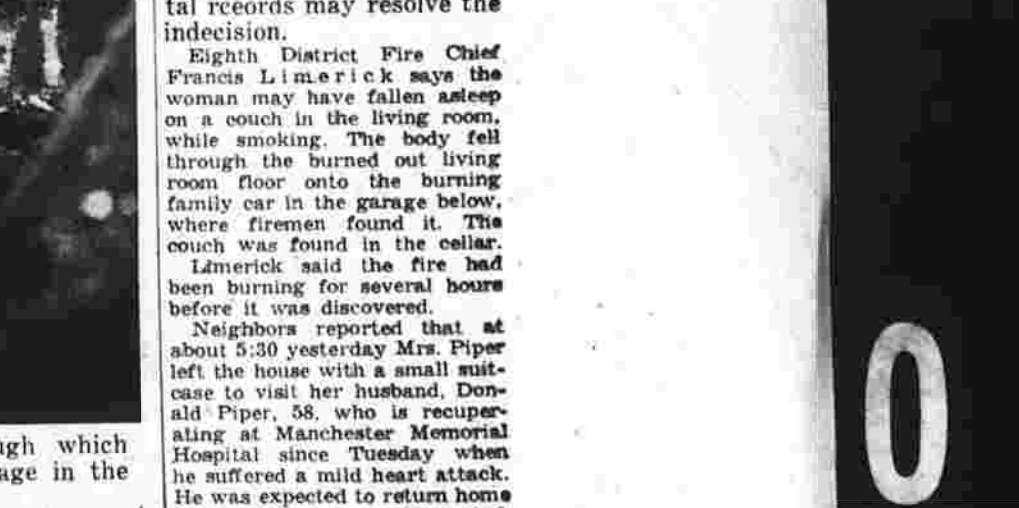 tal rceords may resolve the
indecision.
Eighth District Fire Chief
Francis Limerick says the
woman may have fallen asleep
on a couch in the living room,
while smoking. The body fell
through the burned out living
room floor onto the burning
family car in the garage below,
where firemen found it. The
couch was found in the cellar.
Limerick said the fire had
been burning for several hours
before it was discovered.
Neighbors reported that at
about 5:30 yesterday Mrs. Piper
left the house with a small suit-
case to visit her husband, Don-
ald Piper, 58, who is recuper-
ating at Manchester Memorial
Hospital since Tuesday when
he suffered a mild heart attack.
He was expected to return home
ugh which
age in the
0